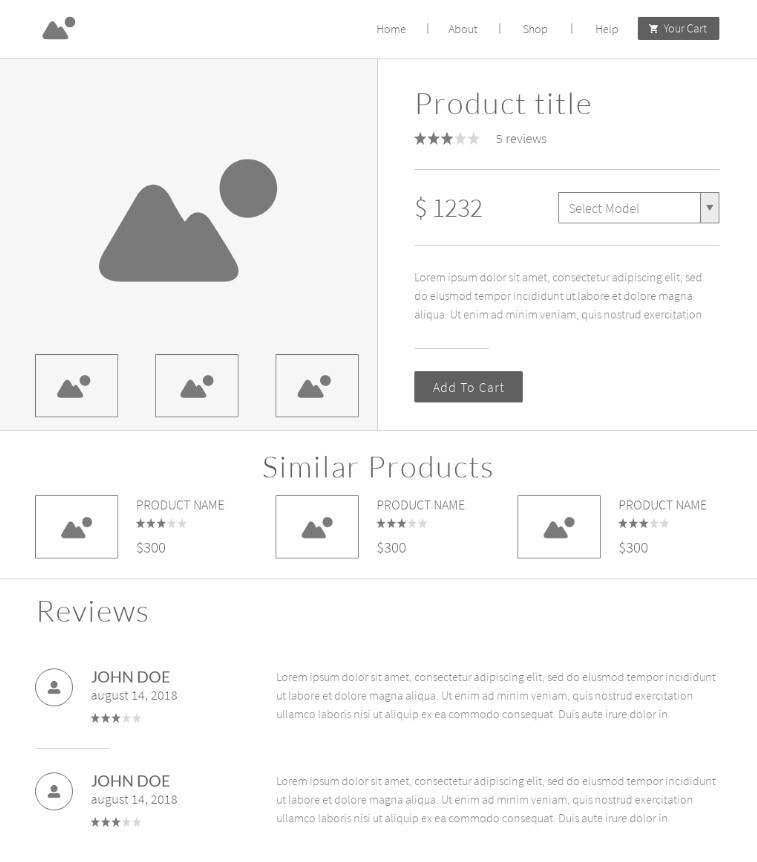 Home | About | Shop | Help Your Cart
Product title
5 reviews
$ 1232
Select Model
Lorem ipsum dolor sit amet, consectetur adipiscing elit, sed
do eiusmod tempor incididunt ut labore et dolore magna
aliqua. Ut enim ad minim veniam, quis nostrud exercitation
Add To Cart
Similar Products
PRODUCT NAME
$300
PRODUCT NAME
$300
PRODUCT NAME
$300
Reviews
JOHN DOE
august 14, 2018
Lorem ipsum dolor sit amet, consectetur adipiscing elit, sed do eiusmod tempor incididunt
ut labore et dolore magna aliqua. Ut enim ad minim veniam, quis nostrud exercitation
ullamco laboris nisi ut aliquip ex ea commodo consequat. Duis aute irure dolor in
JOHN DOE
august 14, 2018
Lorem ipsum dolor sit amet, consectetur adipiscing elit, sed do eiusmod tempor incididunt
ut labore et dolore magna aliqua. Ut enim ad minim veniam, quis nostrud exercitation
ullamco laboris nisi ut aliquip ex ea commodo consequat. Duis aute irure dolor in